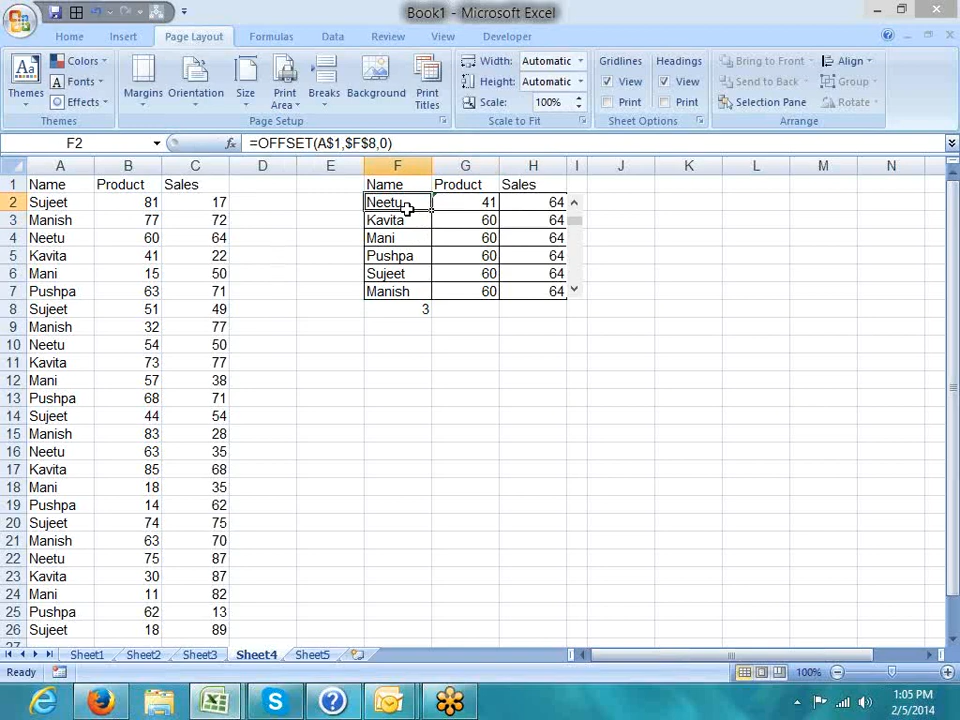 Book1 - Microsoft Excel
Home Insert Page Layout Formulas Data Review View Developer
Colors Width: Automatic Gridlines Headings Bring to Front Align
Aa Fonts Height: Automatic View View Send to Back Group
Themes Effects Margins Orientation Size Print Area Breaks Background Print Titles Scale: 100% Print Print Selection Pane Rotate
Themes Page Setup Scale to Fit Sheet Options Arrange
F2 fx =OFFSET(A$1,$F$8,0)
A B C D E F G H I J K L M N
1 Name Product Sales Name Product Sales
2 Sujeet 81 17 Neetu 41 64
3 Manish 77 72 Kavita 60 64
4 Neetu 60 64 Mani 60 64
5 Kavita 41 22 Pushpa 60 64
6 Mani 15 50 Sujeet 60 64
7 Pushpa 63 71 Manish 60 64
8 Sujeet 51 49 3
9 Manish 32 77
10 Neetu 54 50
11 Kavita 73 77
12 Mani 57 38
13 Pushpa 68 71
14 Sujeet 44 54
15 Manish 83 28
16 Neetu 63 35
17 Kavita 85 68
18 Mani 18 35
19 Pushpa 14 62
20 Sujeet 74 75
21 Manish 63 70
22 Neetu 75 87
23 Kavita 30 87
24 Mani 11 82
25 Pushpa 62 13
26 Sujeet 18 89
27
Sheet1 Sheet2 Sheet3 Sheet4 Sheet5
Ready 100%
1:05 PM
2/5/2014